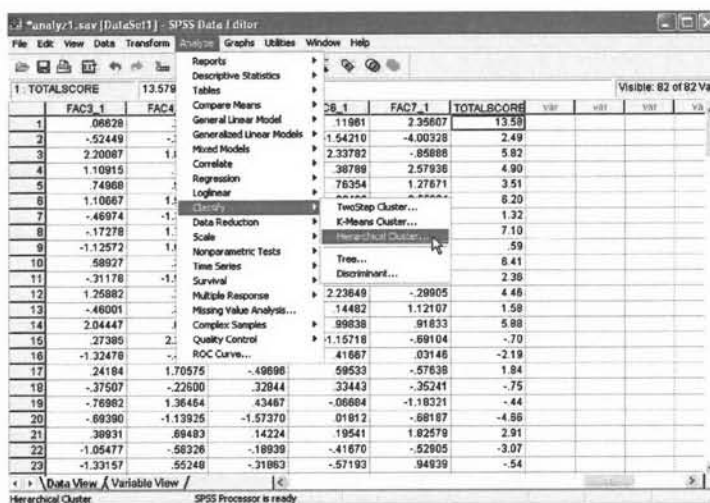 *analyz1.sav [DataSet1] - SPSS Data Editor
File Edit View Data Transform Analyze Graphs Utilities Window Help
1 : TOTALSCORE 13.579 Visible: 82 of 82 Va
FAC3_1 FAC4 C6_1 FAC7_1 TOTALSCORE var var var va
1 .06628 .11961 2.35607 13.58
2 -.52449 -1.54210 -4.00328 2.49
3 2.20087 2.33782 -.85886 5.82
4 1.10915 .38789 2.57936 4.90
5 .74968 .76354 1.27671 3.51
6 1.10667 6.20
7 -.46974 1.32
8 -.17278 7.10
9 -1.12572 .59
10 .58927 6.41
11 -.31178 2.36
12 1.25882 2.23649 -.28905 4.46
13 -.46001 .14482 1.12107 1.58
14 2.04447 .99838 .91833 5.88
15 .27385 -1.15718 -.69104 -.70
16 -1.32478 .41667 .03146 -2.19
17 .24184 1.70575 -.49696 .59533 -.57638 1.84
18 -.37507 -.22600 .32844 .33443 -.35241 -.75
19 -.76982 1.36464 .43467 -.06684 -1.18321 -.44
20 -.69390 -1.13925 -1.57370 .01812 -.68187 -4.66
21 .38931 .69483 .14224 .19541 1.82579 2.91
22 -1.05477 -.58326 -.18939 -.41670 -.52805 -3.07
23 -1.33157 .55248 -.31863 -.57193 .94939 -.54
Reports
Descriptive Statistics
Tables
Compare Means
General Linear Model
Generalized Linear Models
Mixed Models
Correlate
Regression
Loglinear
Classify
Data Reduction
Scale
Nonparametric Tests
Time Series
Survival
Multiple Response
Missing Value Analysis...
Complex Samples
Quality Control
ROC Curve...
TwoStep Cluster...
K-Means Cluster...
Hierarchical Cluster...
Tree...
Discriminant...
Data View Variable View
Hierarchical Cluster SPSS Processor is ready